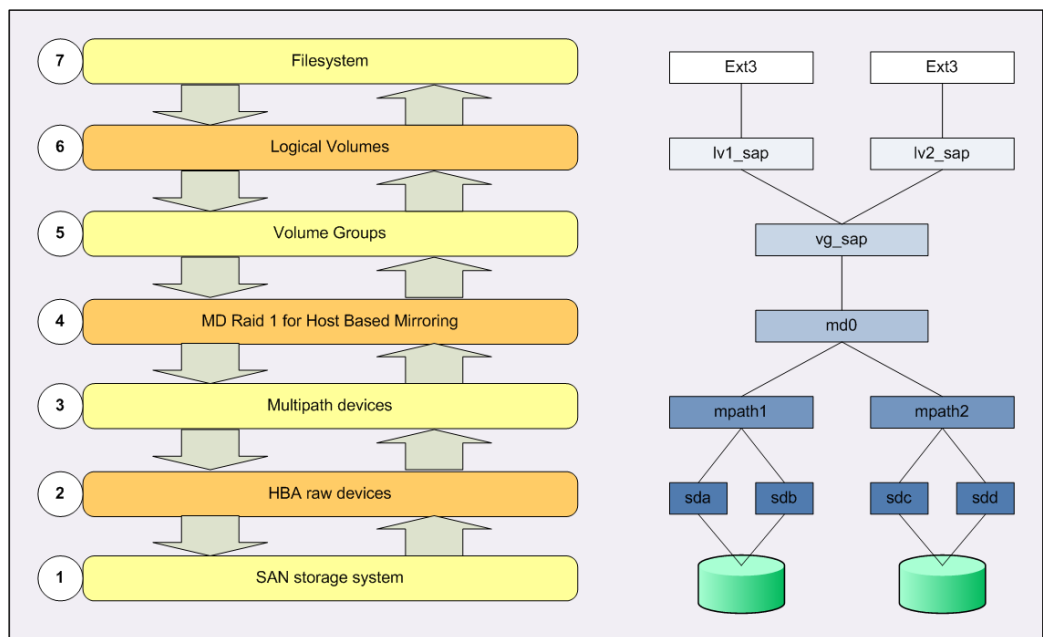 7
Filesystem
6
Logical Volumes
5
Volume Groups
4
MD Raid 1 for Host Based Mirroring
3
Multipath devices
2
HBA raw devices
1
SAN storage system
Ext3
Ext3
lv1_sap
lv2_sap
vg_sap
md0
mpath1
mpath2
sda
sdb
sdc
sdd